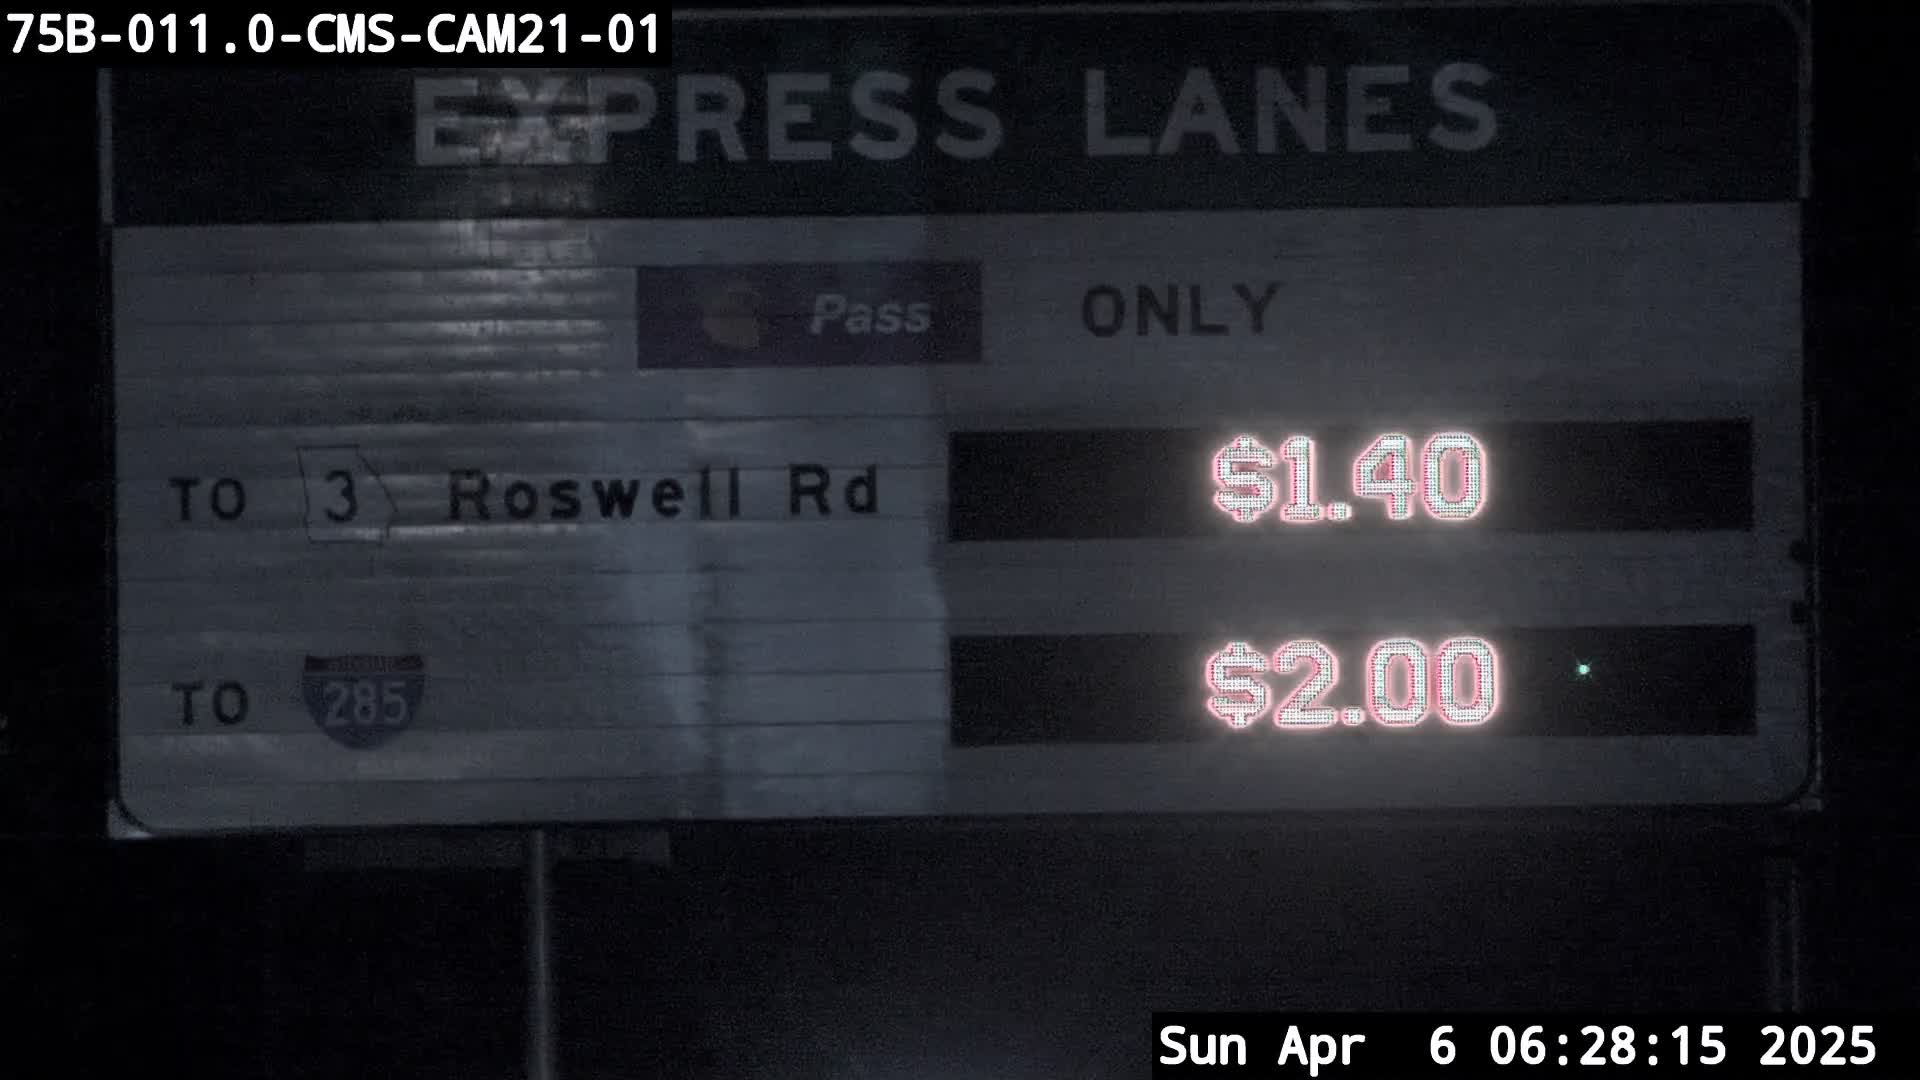 75B-011.0-CMS-CAM21-01
EXPRESS LANES
Pass ONLY
TO 3 Roswell Rd $1.40
TO 285 $2.00
Sun Apr 6 06:28:15 2025